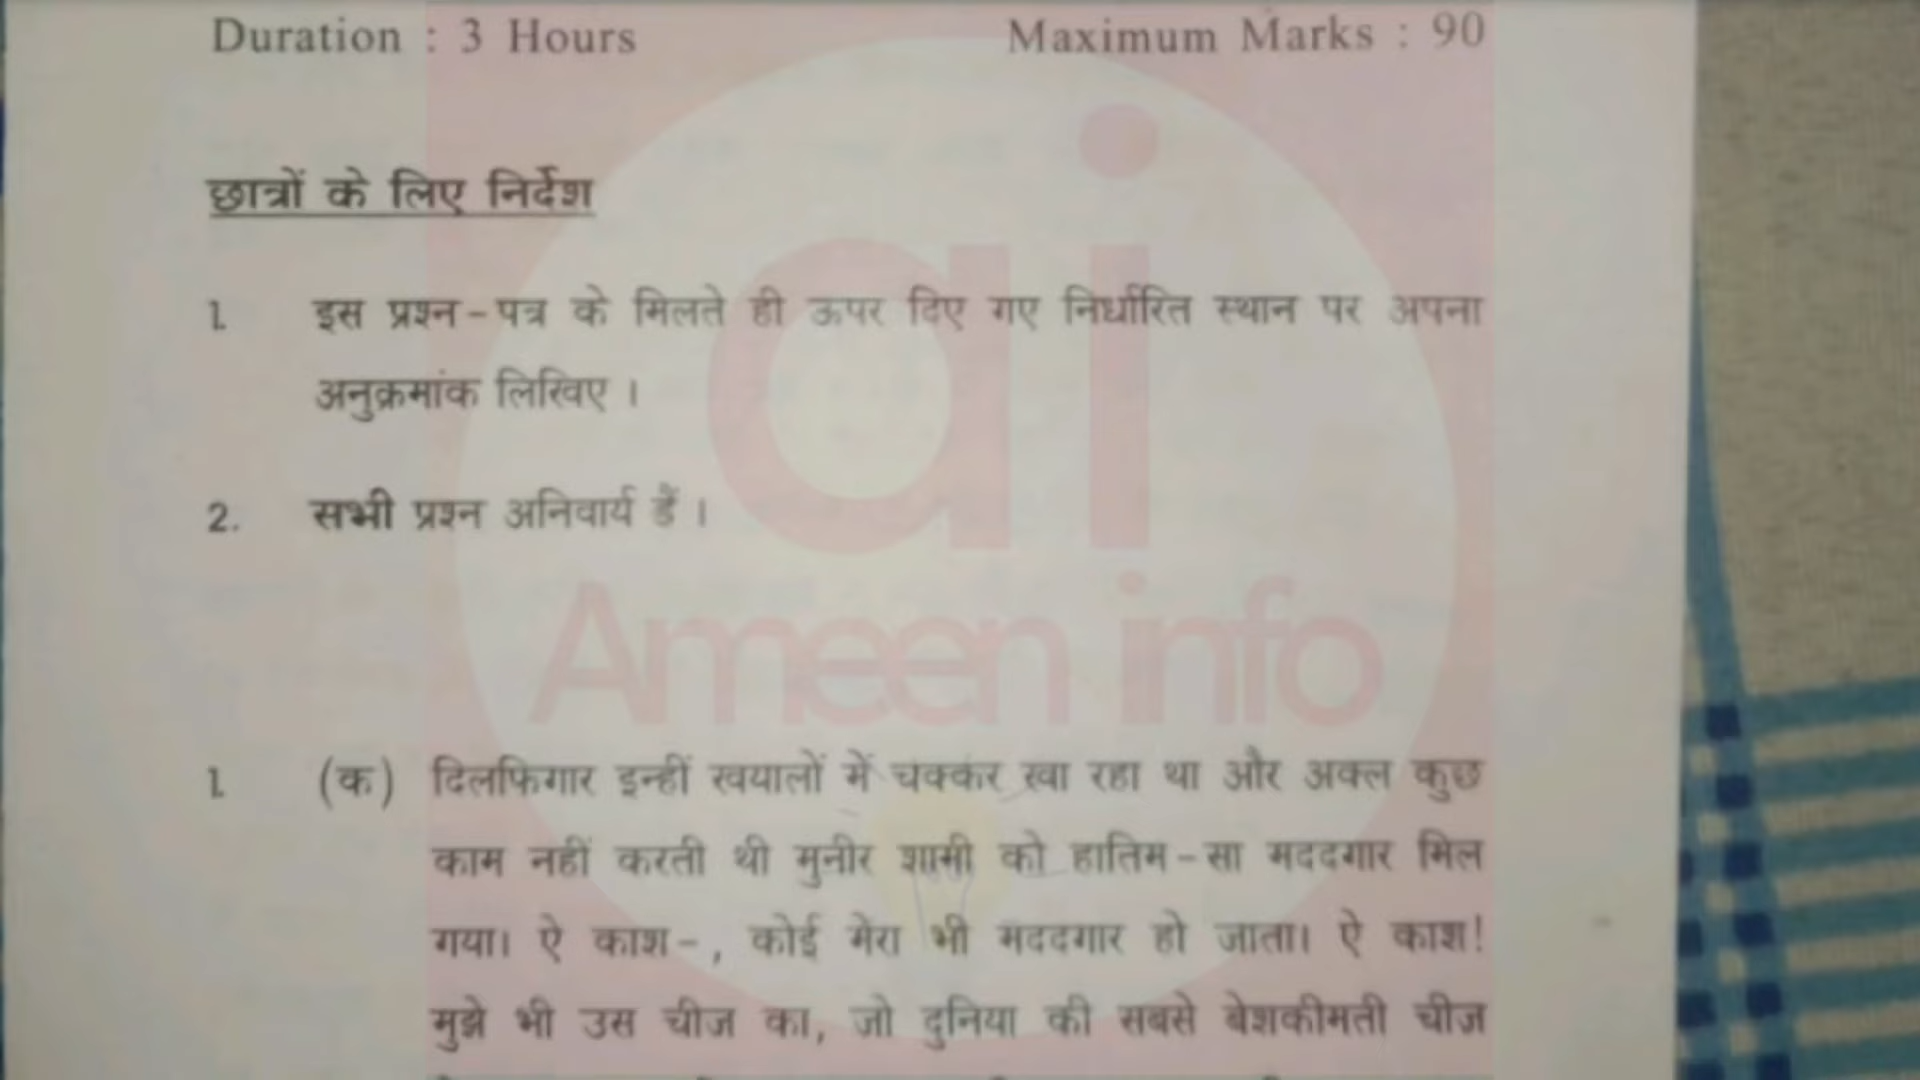 Duration : 3 Hours
Maximum Marks : 90
छात्रों के लिए निर्देश
1. इस प्रश्न-पत्र के मिलते ही ऊपर दिए गए निर्धारित स्थान पर अपना
अनुक्रमांक लिखिए ।
2. सभी प्रश्न अनिवार्य हैं ।
ai
Ameen info
1. (क) दिलफिगार इन्हीं खयालों में चक्कर खा रहा था और अक्ल कुछ
काम नहीं करती थी मुनीर शामी को हातिम-सा मददगार मिल
गया। ऐ काश-, कोई मेरा भी मददगार हो जाता। ऐ काश!
मुझे भी उस चीज का, जो दुनिया की सबसे बेशकीमती चीज